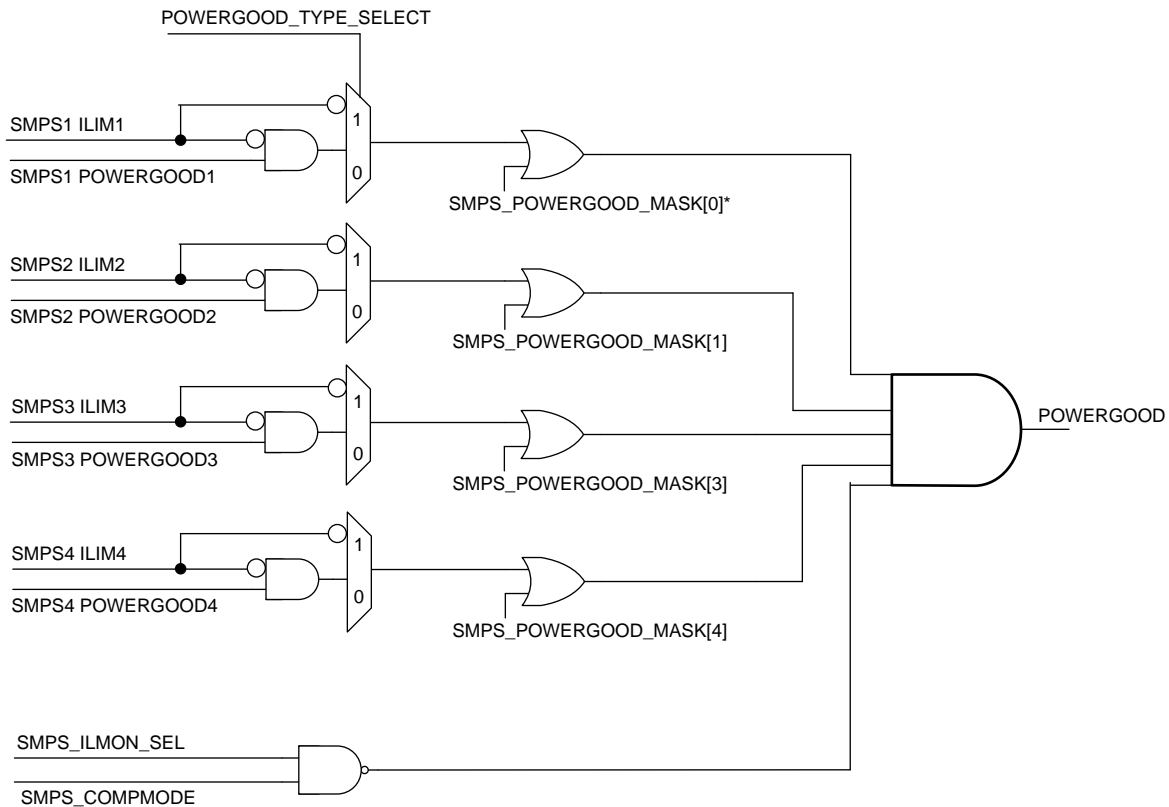 POWERGOOD_TYPE_SELECT
SMPS1 ILIM1
1
SMPS1 POWERGOOD1
0
SMPS_POWERGOOD_MASK[0]*
SMPS2 ILIM2
1
SMPS2 POWERGOOD2
0
SMPS_POWERGOOD_MASK[1]
SMPS3 ILIM3
1
SMPS3 POWERGOOD3
0
SMPS_POWERGOOD_MASK[3]
POWERGOOD
SMPS4 ILIM4
1
SMPS4 POWERGOOD4
0
SMPS_POWERGOOD_MASK[4]
SMPS_ILMON_SEL
SMPS_COMPMODE